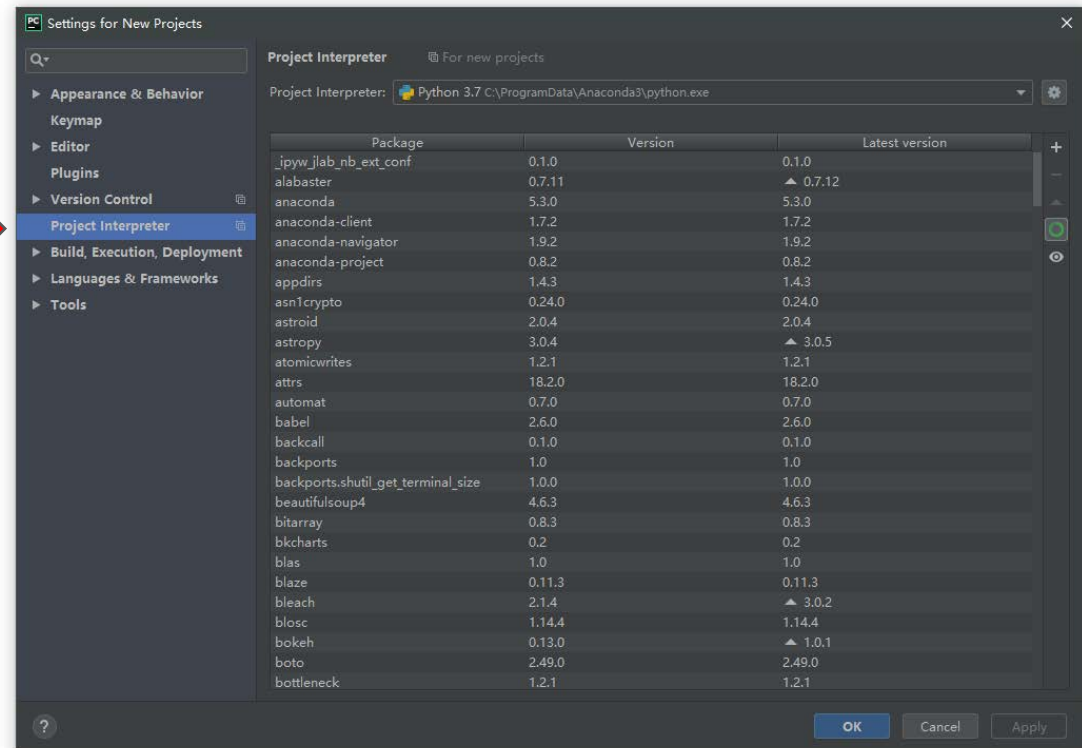 PC Settings for New Projects
Project Interpreter For new projects
Project Interpreter: Python 3.7 C:\ProgramData\Anaconda3\python.exe
Appearance & Behavior
Keymap
Editor
Plugins
Version Control
Project Interpreter
Build, Execution, Deployment
Languages & Frameworks
Tools
Package Version Latest version
_ipyw_jlab_nb_ext_conf 0.1.0 0.1.0
alabaster 0.7.11 0.7.12
anaconda 5.3.0 5.3.0
anaconda-client 1.7.2 1.7.2
anaconda-navigator 1.9.2 1.9.2
anaconda-project 0.8.2 0.8.2
appdirs 1.4.3 1.4.3
asn1crypto 0.24.0 0.24.0
astroid 2.0.4 2.0.4
astropy 3.0.4 3.0.5
atomicwrites 1.2.1 1.2.1
attrs 18.2.0 18.2.0
automat 0.7.0 0.7.0
babel 2.6.0 2.6.0
backcall 0.1.0 0.1.0
backports 1.0 1.0
backports.shutil_get_terminal_size 1.0.0 1.0.0
beautifulsoup4 4.6.3 4.6.3
bitarray 0.8.3 0.8.3
bkcharts 0.2 0.2
blas 1.0 1.0
blaze 0.11.3 0.11.3
bleach 2.1.4 3.0.2
blosc 1.14.4 1.14.4
bokeh 0.13.0 1.0.1
boto 2.49.0 2.49.0
bottleneck 1.2.1 1.2.1
? OK Cancel Apply